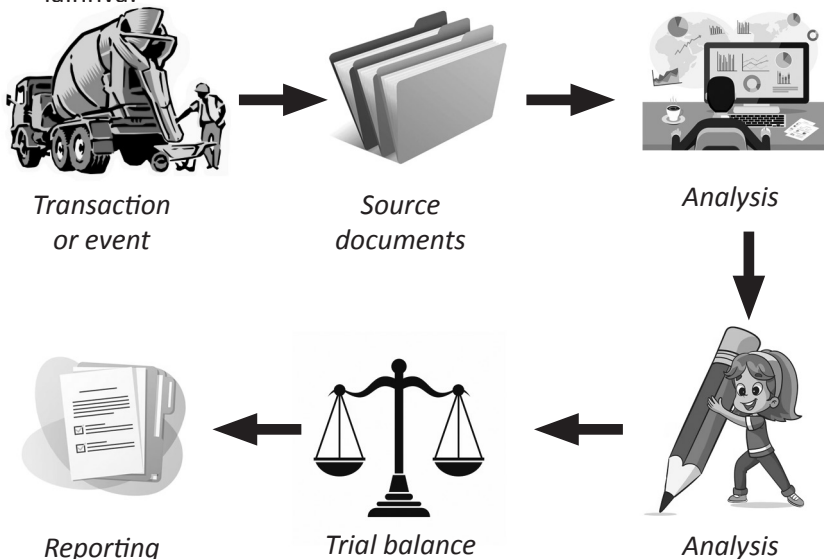 Transaction
or event
Source
documents
Analysis
Analysis
Trial balance
Reporting